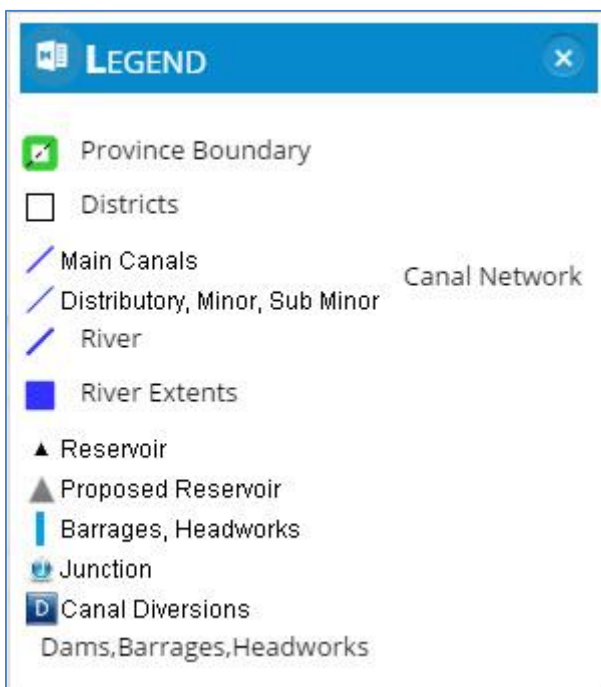 LEGEND
Province Boundary
Districts
Main Canals
Canal Network
Distributory, Minor, Sub Minor
River
River Extents
Reservoir
Proposed Reservoir
Barrages, Headworks
Junction
D Canal Diversions
Dams,Barrages,Headworks